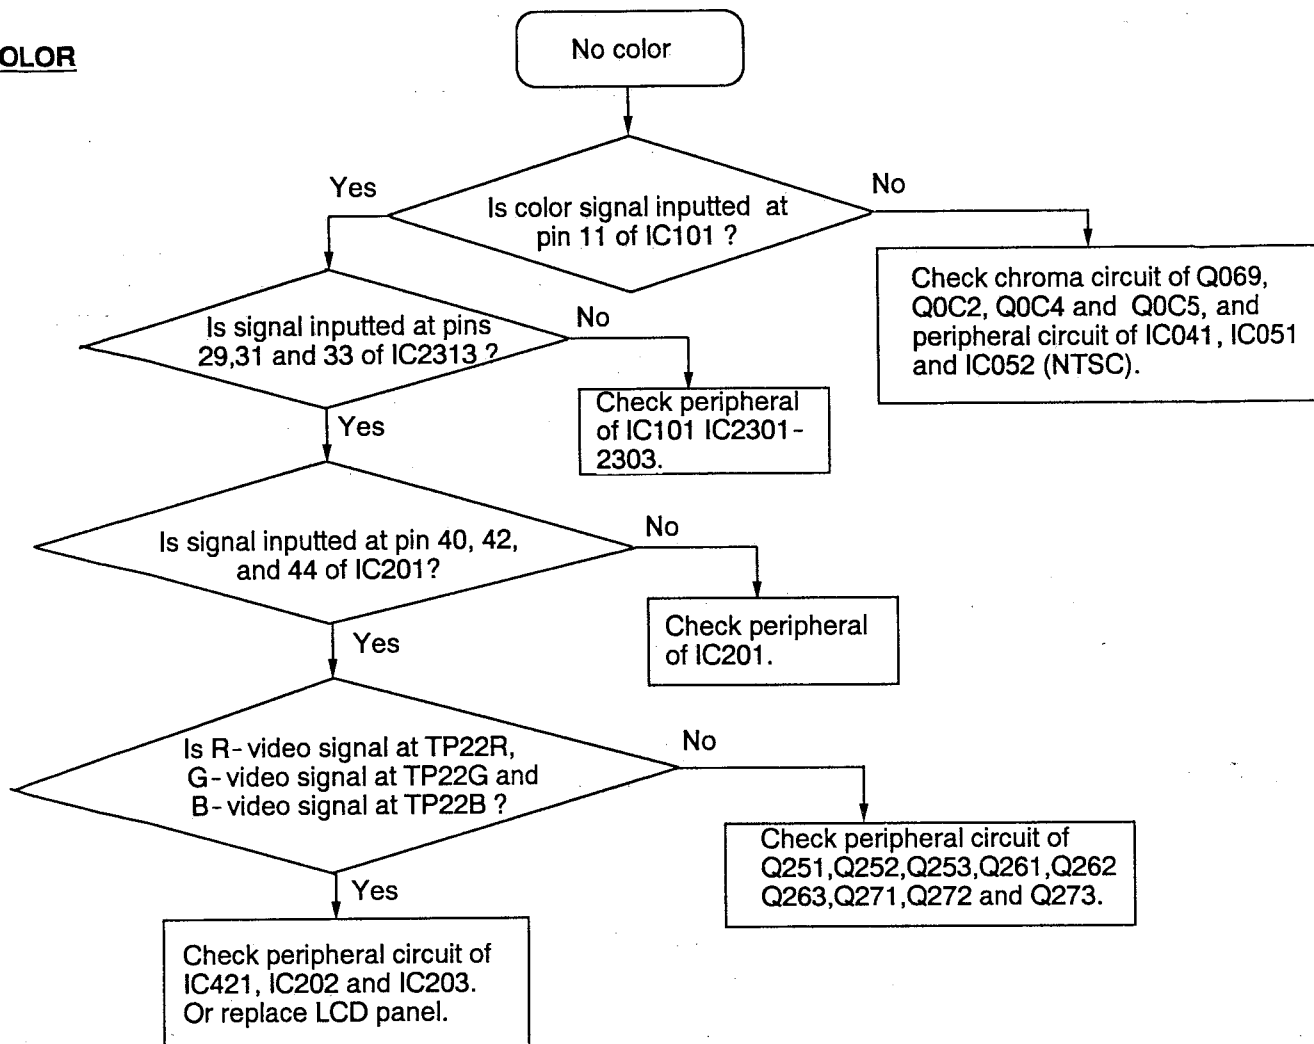 OLOR
No color
Yes
No
Is color signal inputted at
pin 11 of IC101 ?
Check chroma circuit of Q069,
Q0C2, Q0C4 and Q0C5, and
peripheral circuit of IC041, IC051
and IC052 (NTSC).
Is signal inputted at pins
29,31 and 33 of IC2313 ?
No
Yes
Check peripheral
of IC101 IC2301-
2303.
Is signal inputted at pin 40, 42,
and 44 of IC201?
No
Yes
Check peripheral
of IC201.
Is R-video signal at TP22R,
G-video signal at TP22G and
B-video signal at TP22B ?
No
Yes
Check peripheral circuit of
Q251,Q252,Q253,Q261,Q262
Q263,Q271,Q272 and Q273.
Check peripheral circuit of
IC421, IC202 and IC203.
Or replace LCD panel.